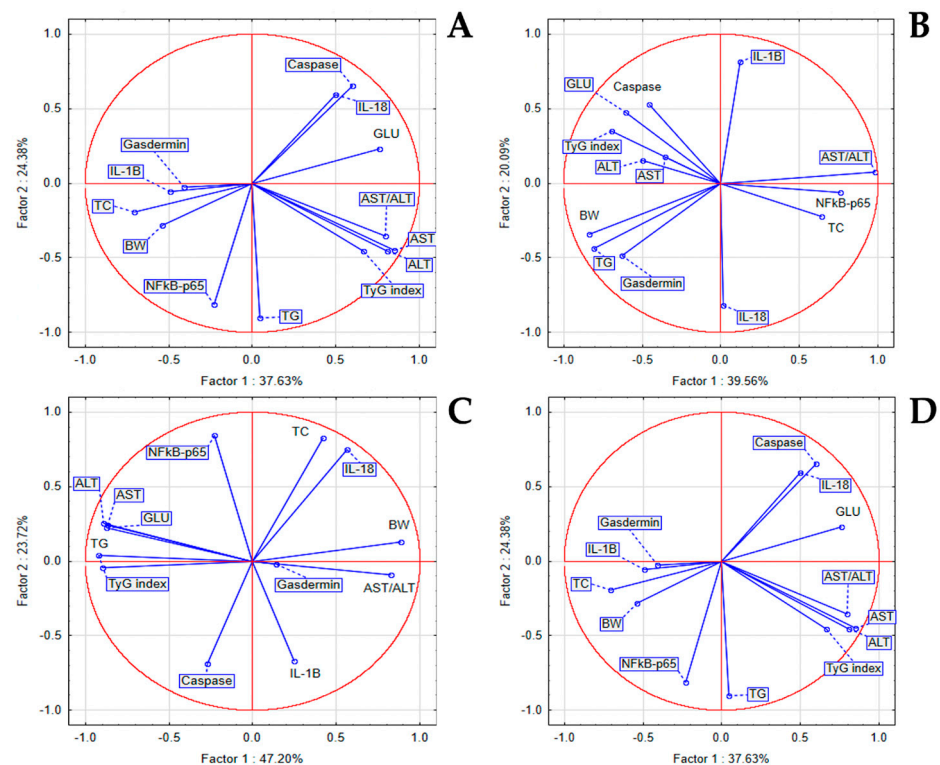 A
1.0
0.5
0.0
-0.5
-1.0
Factor 2 : 24.38%
Caspase
IL-18
GLU
Gasdermin
IL-1B
TC
BW
AST/ALT
AST
ALT
TyG index
NFkB-p65
TG
-1.0
-0.5
0.0
0.5
1.0
Factor 1 : 37.63%
B
1.0
0.5
0.0
-0.5
-1.0
Factor 2 : 20.09%
IL-1B
GLU
Caspase
TyG index
ALT
AST
AST/ALT
NFkB-p65
TC
BW
TG
Gasdermin
IL-18
-1.0
-0.5
0.0
0.5
1.0
Factor 1 : 39.56%
C
1.0
0.5
0.0
-0.5
-1.0
Factor 2 : 23.72%
NFkB-p65
TC
IL-18
ALT
AST
GLU
BW
TG
TyG index
Gasdermin
AST/ALT
Caspase
IL-1B
-1.0
-0.5
0.0
0.5
1.0
Factor 1 : 47.20%
D
1.0
0.5
0.0
-0.5
-1.0
Factor 2 : 24.38%
Caspase
IL-18
GLU
Gasdermin
IL-1B
TC
BW
AST/ALT
AST
ALT
TyG index
NFkB-p65
TG
-1.0
-0.5
0.0
0.5
1.0
Factor 1 : 37.63%